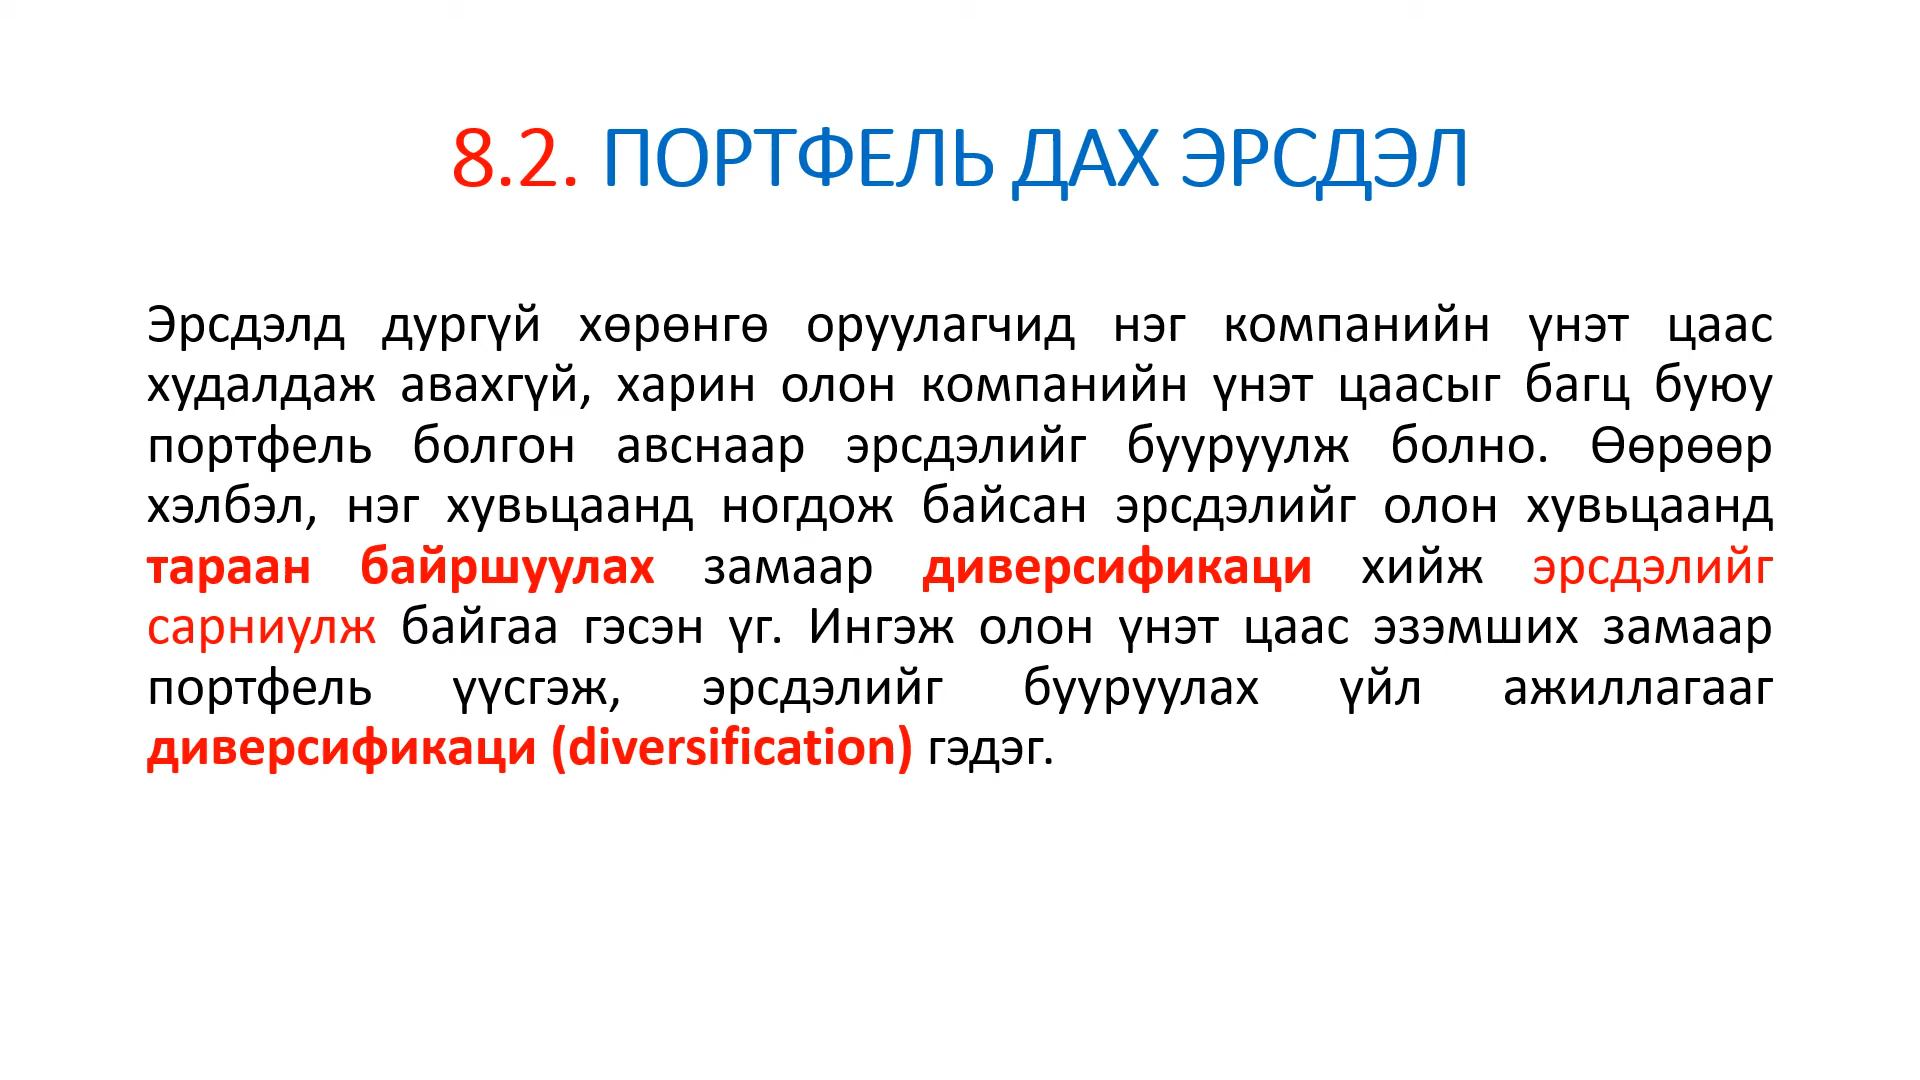 8.2. ПОРТФЕЛЬ ДАХ ЭРСДЭЛ
Эрсдэлд дургүй хөрөнгө оруулагчид нэг компанийн үнэт цаас
худалдаж авахгүй, харин олон компанийн үнэт цаасыг багц буюу
портфель болгон авснаар эрсдэлийг бууруулж болно. Өөрөөр
хэлбэл, нэг хувьцаанд ногдож байсан эрсдэлийг олон хувьцаанд
тараан байршуулах замаар диверсификаци хийж эрсдэлийг
сарниулж байгаа гэсэн үг. Ингэж олон үнэт цаас эзэмших замаар
портфель үүсгэж, эрсдэлийг бууруулах үйл ажиллагааг
диверсификаци (diversification) гэдэг.